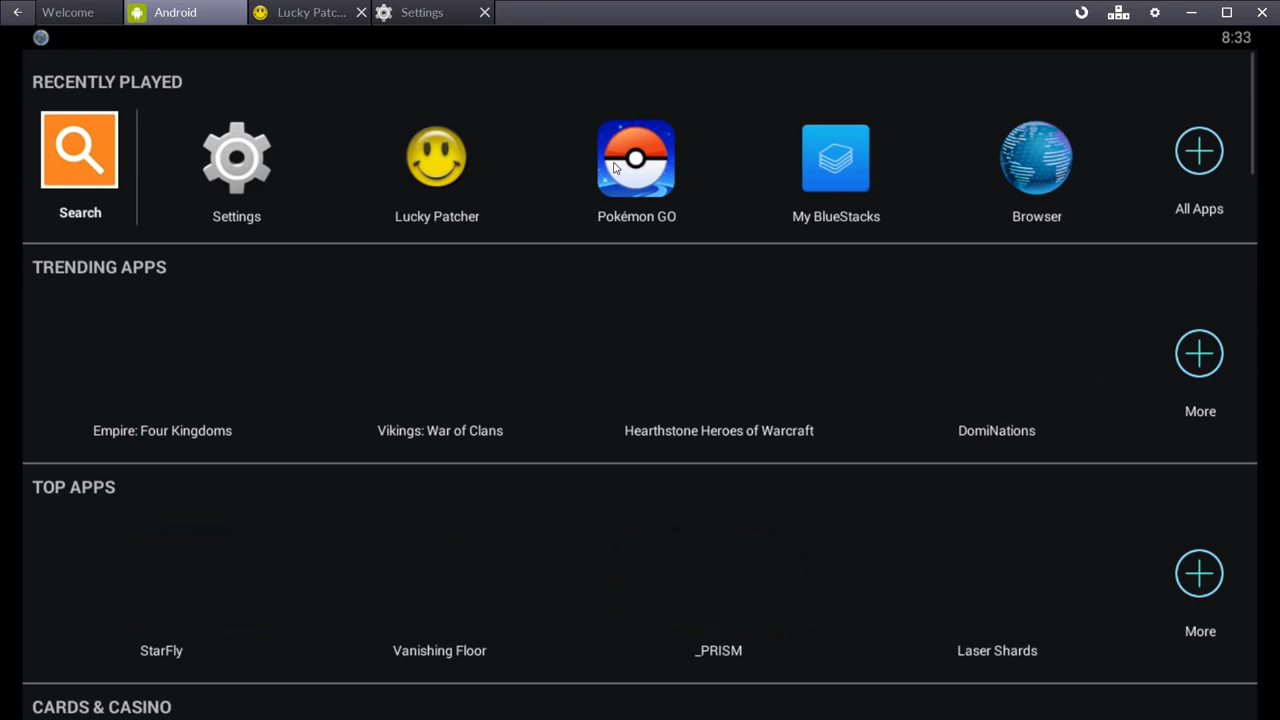 Welcome Android Lucky Patc... Settings
8:33
RECENTLY PLAYED
Search Settings Lucky Patcher Pokémon GO My BlueStacks Browser All Apps
TRENDING APPS
More
Empire: Four Kingdoms Vikings: War of Clans Hearthstone Heroes of Warcraft DomiNations
TOP APPS
More
StarFly Vanishing Floor _PRISM Laser Shards
CARDS & CASINO